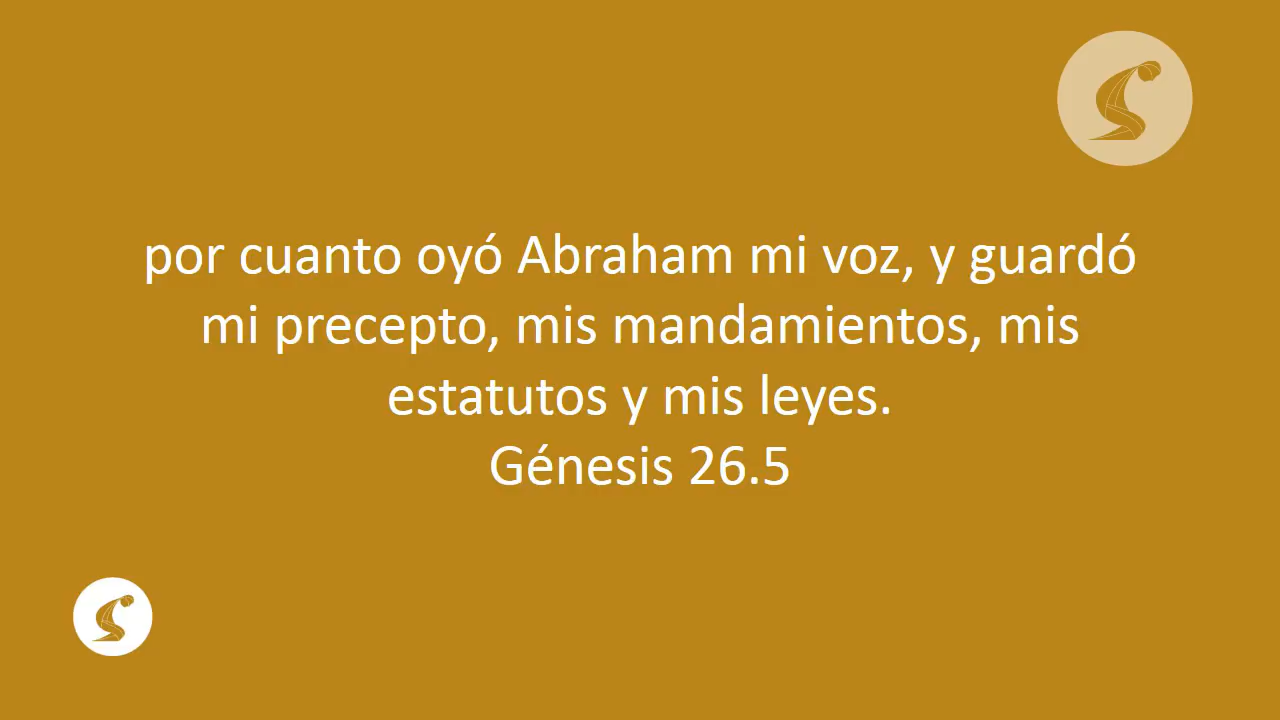 por cuanto oyó Abraham mi voz, y guardó
mi precepto, mis mandamientos, mis
estatutos y mis leyes.
Génesis 26.5